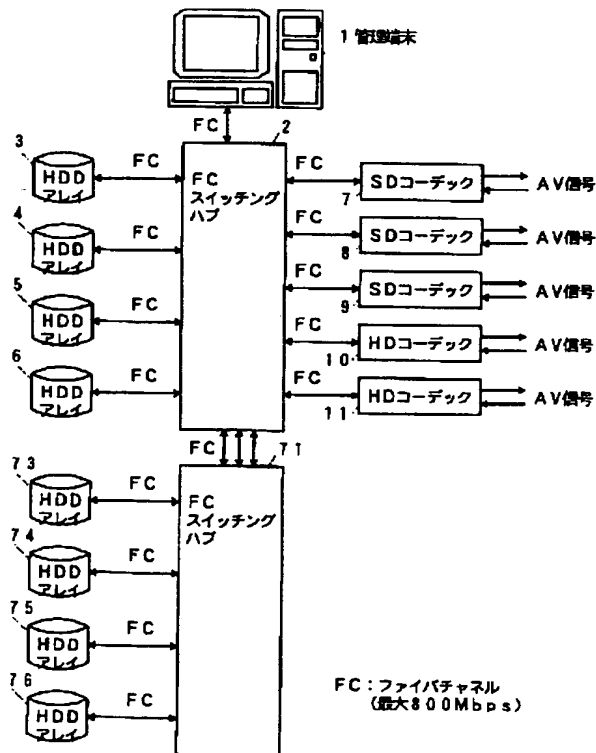 1 管理端末
FC
2
3
HDD
アレイ
FC
4
HDD
アレイ
FC
5
HDD
アレイ
FC
6
HDD
アレイ
FC
FC
スイッチング
ハブ
FC
7
SDコーデック
AV信号
FC
8
SDコーデック
AV信号
FC
9
SDコーデック
AV信号
FC
10
HDコーデック
AV信号
FC
11
HDコーデック
AV信号
FC
71
73
HDD
アレイ
FC
74
HDD
アレイ
FC
75
HDD
アレイ
FC
76
HDD
アレイ
FC
FC
スイッチング
ハブ
FC:ファイバチャネル
(最大800Mbps)